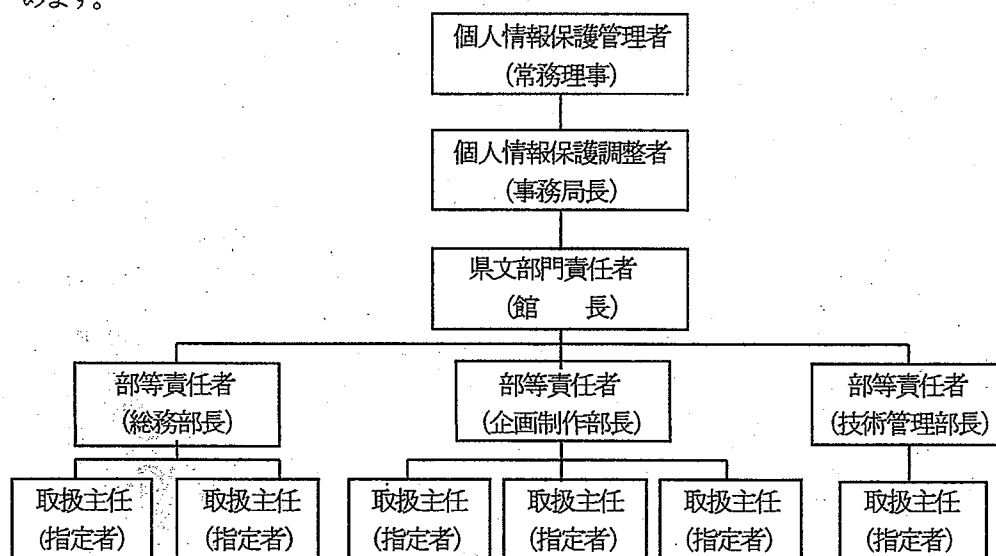 めます。
個人情報保護管理者
(常務理事)
個人情報保護調整者
(事務局長)
県文部門責任者
(館　　長)
部等責任者
(総務部長)
部等責任者
(企画制作部長)
部等責任者
(技術管理部長)
取扱主任
(指定者)
取扱主任
(指定者)
取扱主任
(指定者)
取扱主任
(指定者)
取扱主任
(指定者)
取扱主任
(指定者)